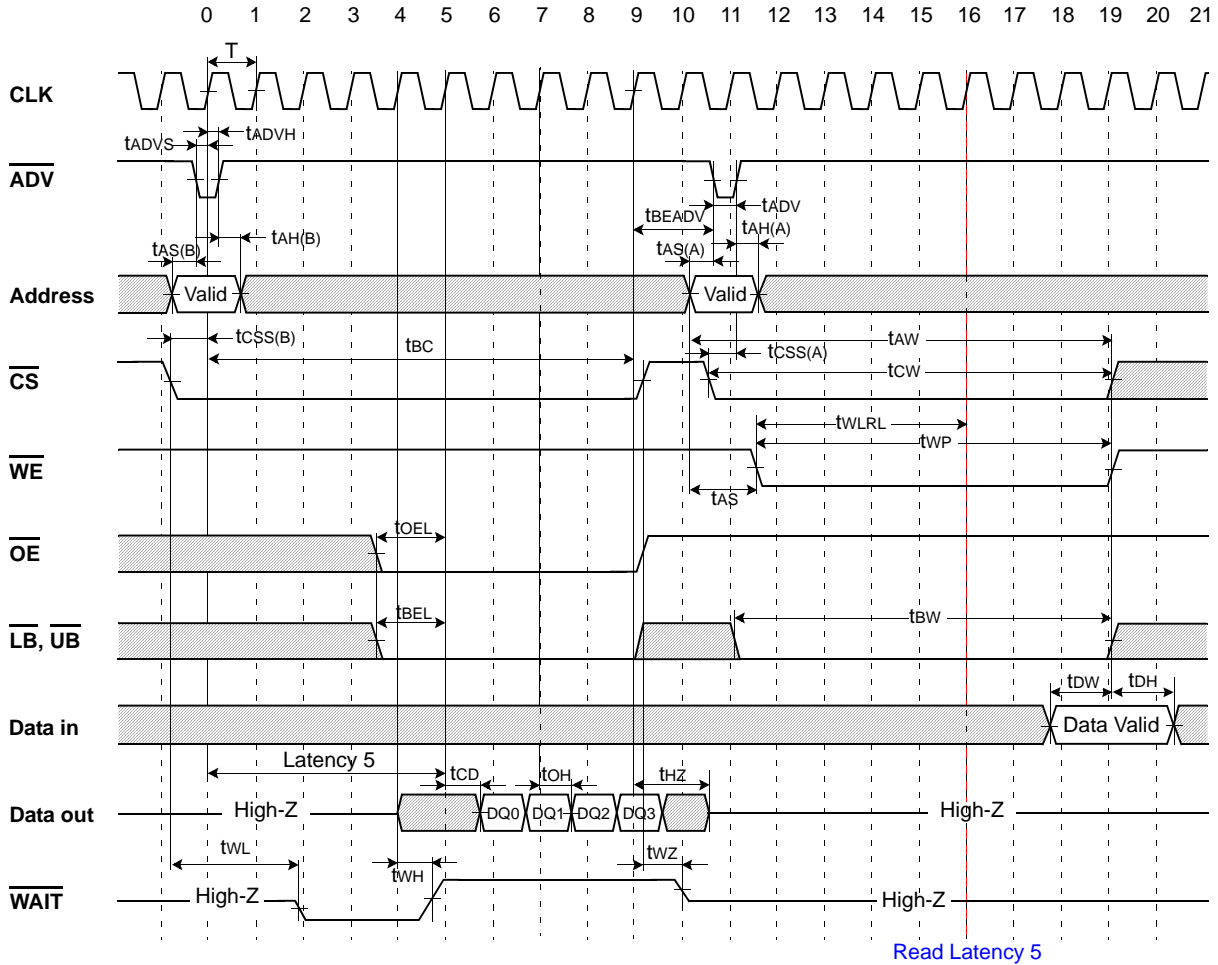 0 1 2 3 4 5 6 7 8 9 10 11 12 13 14 15 16 17 18 19 20 21
T
CLK
tADVS tADVH
ADV
tBEADV tADV
tAS(B) tAH(B) tAS(A) tAH(A)
Address Valid Valid
tCSS(B) tBC tCSS(A) tAW
CS tCW
tWLRL
tWP
WE
tAS
tOEL
OE
tBEL tBW
LB, UB
tDW tDH
Data in Data Valid
Latency 5 tCD tOH tHZ
Data out High-Z DQ0 DQ1 DQ2 DQ3 High-Z
tWL tWH tWZ
WAIT High-Z High-Z
Read Latency 5